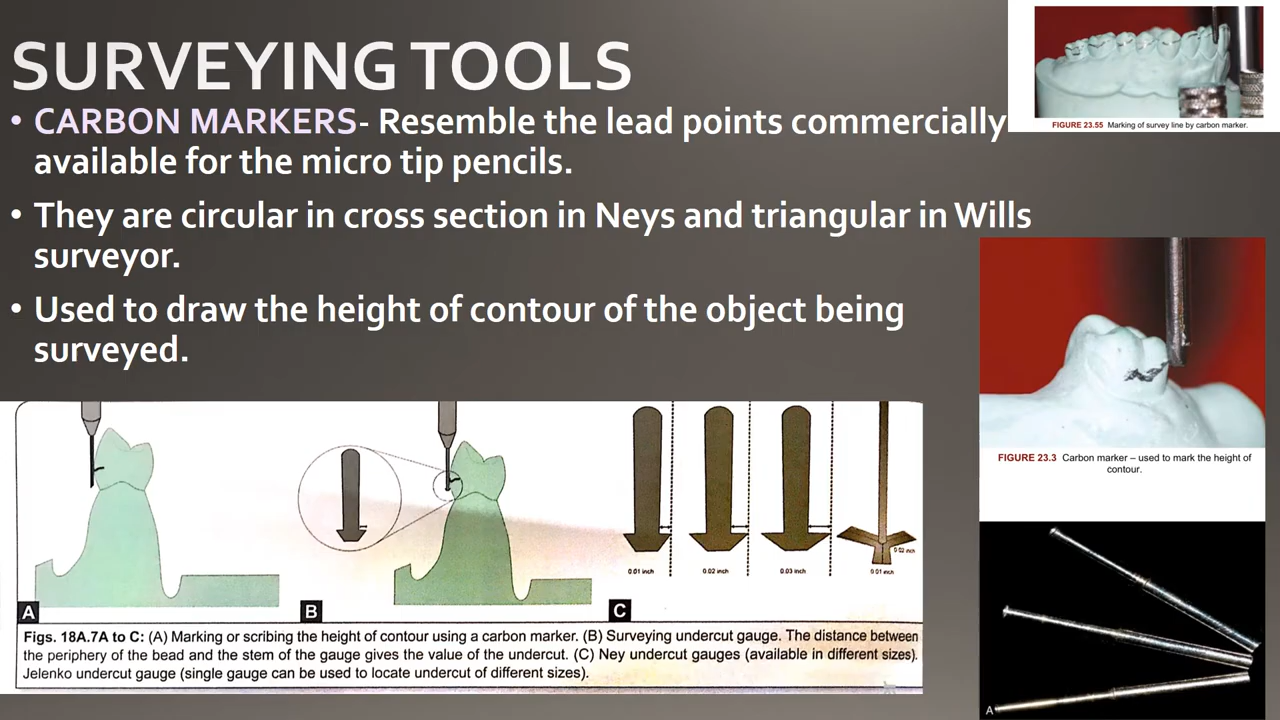 SURVEYING TOOLS
• CARBON MARKERS- Resemble the lead points commercially
available for the micro tip pencils.
• They are circular in cross section in Neys and triangular in Wills
surveyor.
• Used to draw the height of contour of the object being
surveyed.
FIGURE 23.55 Marking of survey line by carbon marker.
FIGURE 23.3 Carbon marker – used to mark the height of
contour.
A
0.02 inch
0.01 inch
0.02 inch
0.03 inch
0.01 inch
A
B
C
Figs. 18A.7A to C: (A) Marking or scribing the height of contour using a carbon marker. (B) Surveying undercut gauge. The distance between
the periphery of the bead and the stem of the gauge gives the value of the undercut. (C) Ney undercut gauges (available in different sizes).
Jelenko undercut gauge (single gauge can be used to locate undercut of different sizes).